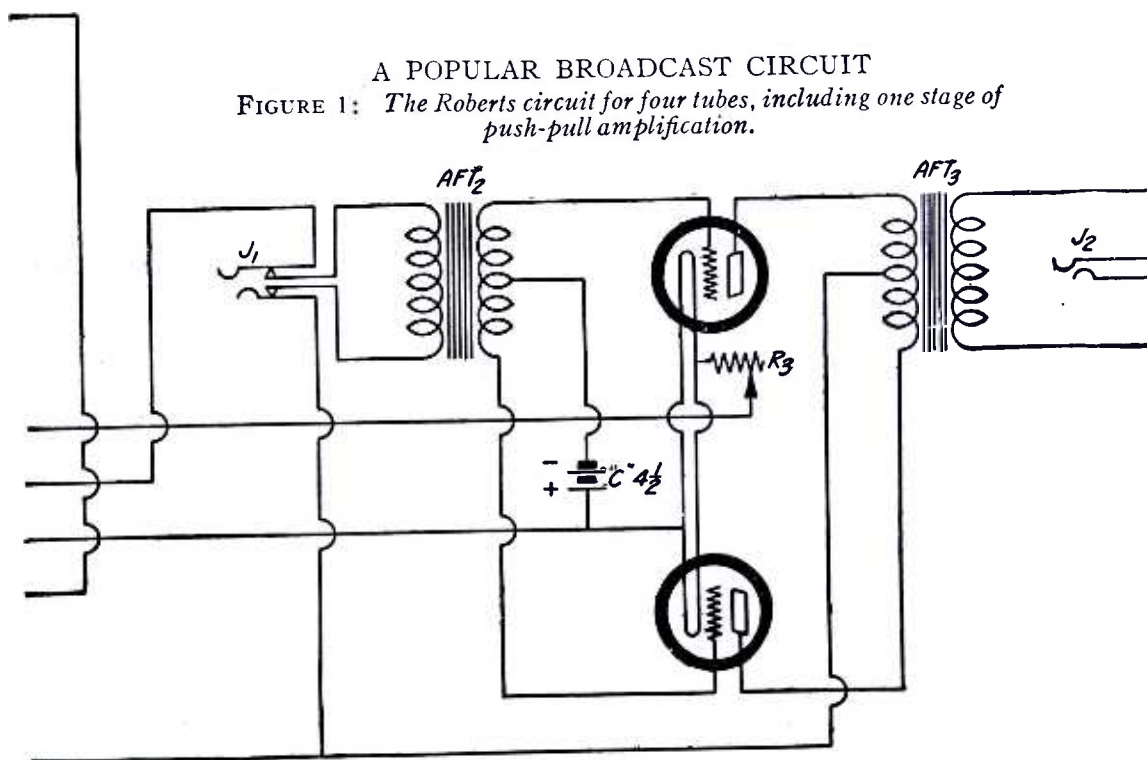 A POPULAR BROADCAST CIRCUIT
FIGURE 1: The Roberts circuit for four tubes, including one stage of
push-pull amplification.
AFT2
AFT3
J1
J2
R3
- "C" 4½
+